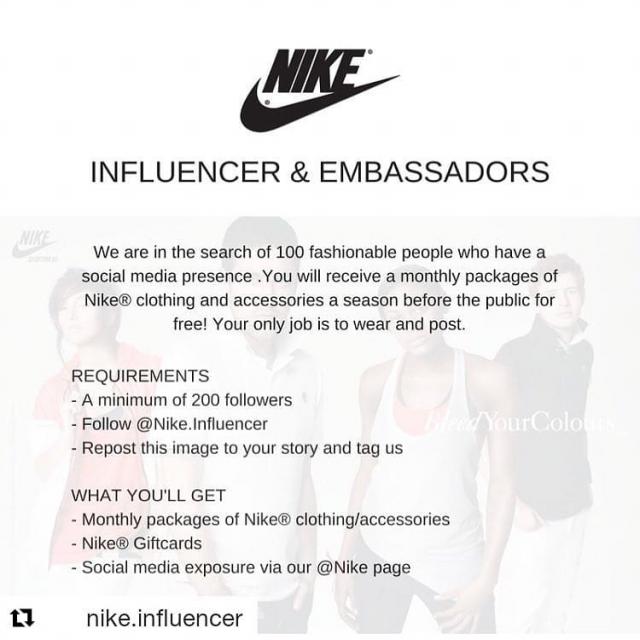 NIKE
INFLUENCER & EMBASSADORS
NIKE
We are in the search of 100 fashionable people who have a
social media presence .You will receive a monthly packages of
Nike® clothing and accessories a season before the public for
free! Your only job is to wear and post.
REQUIREMENTS
- A minimum of 200 followers
- Follow @Nike.Influencer
- Repost this image to your story and tag us
BleedYourColours
WHAT YOU'LL GET
- Monthly packages of Nike® clothing/accessories
- Nike® Giftcards
- Social media exposure via our @Nike page
nike.influencer